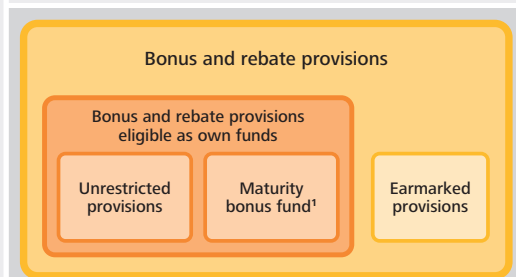 Bonus and rebate provisions
Bonus and rebate provisions
eligible as own funds
Unrestricted
provisions
Maturity
bonus fund¹
Earmarked
provisions